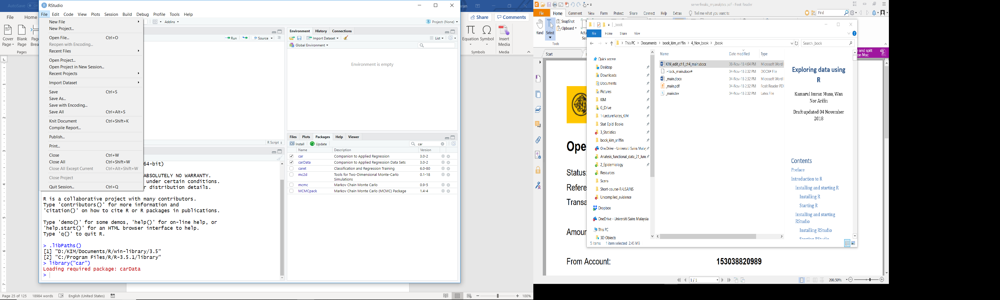 AutoSave
RStudio
ran
File
Home
Share
Comments
Cover
Page
Blank
Page
Page
Brea
Pages
Equation
Symbol
Insert
Media
Symbols
Media
File Edit Code View Plots Session Build Debug Profile Tools Help
Addins
Project: (None)
New File
New Project...
Open File... Ctrl+O
Reopen with Encoding...
Recent Files
Open Project...
Open Project in New Session...
Recent Projects
Import Dataset
Save Ctrl+S
Save As...
Save with Encoding...
Save All Ctrl+Alt+S
Knit Document Ctrl+Shift+K
Compile Report...
Publish...
Print...
Close Ctrl+W
Close All Ctrl+Shift+W
Close All Except Current Ctrl+Alt+Shift+W
Close Project
Quit Session... Ctrl+Q
Run
Source
R Script
64-bit)
ABSOLUTELY NO WARRANTY.
under certain conditions.
r distribution details.
R is a collaborative project with many contributors.
Type 'contributors()' for more information and
'citation()' on how to cite R or R packages in publications.
Type 'demo()' for some demos, 'help()' for on-line help, or
'help.start()' for an HTML browser interface to help.
Type 'q()' to quit R.
> .libPaths()
[1] "D:/KIM/Documents/R/win-library/3.5"
[2] "C:/Program Files/R/R-3.5.1/library"
> library("car")
Loading required package: carData
>
Environment History Connections
Import Dataset
List
Global Environment
Environment is empty
Files Plots Packages Help Viewer
Install Update
car
Name Description Version
car Companion to Applied Regression 3.0-2
carData Companion to Applied Regression Data Sets 3.0-2
caret Classification and Regression Training 6.0-80
mc2d Tools for Two-Dimensional Monte-Carlo Simulations 0.1-18
mcmc Markov Chain Monte Carlo 0.9-5
MCMCpack Markov Chain Monte Carlo (MCMC) Package 1.4-4
Page 25 of 125 18984 words English (United States)
100%
serverfreaks_myanalytics.pdf - Foxit Reader
File Home Comment View Form Protect Share Connect Help Extras Tell me what you want to
Find
Hand
Select
SnapShot
Clipboard
Actu
Siz
Tools
Start
e and split
on Mac
_book
File Home Share View
This PC > Documents > book_kim_ariffin > 4_Nov_book > _book
Search _book
Name Date modified Type
KIM_edit_ch1_ch4_main.docx 08-Nov-18 4:04 PM Microsoft Word
.~lock._main.docx# 04-Nov-18 2:32 PM DOCX# File
_main.docx 04-Nov-18 2:32 PM Microsoft Word
_main.pdf 04-Nov-18 2:32 PM Foxit Reader PD
_main.tex 04-Nov-18 2:32 PM Latex File
Quick access
Desktop
Downloads
Documents
Pictures
KIM
G_Drive
1-LectureNotes_KIM
Stat_Epid_Books
3_Statistics
book_kim_ariffin
OneDrive - Universiti Sains Malay
Analysis_functional_data_21_June
2_Epidemiology
Resources
Scans
Short-course-R-USAINS
Uncompiled_evidence
Dropbox
OneDrive - Universiti Sains Malaysia
This PC
3D Objects
5 items 1 item selected 2.45 MB
Exploring data using
R
Kamarul Imran Musa, Wan
Nor Arifin
Draft updated 04 November
2018
Contents
Preface
Introduction to R
Installing and starting R
Installing R
Starting R
Installing and starting
RStudio
Installing RStudio
Starting RStudio
Ope
Status:
Refere
Transa
Amour
From Account: 153038820989
1 / 1
200.50%